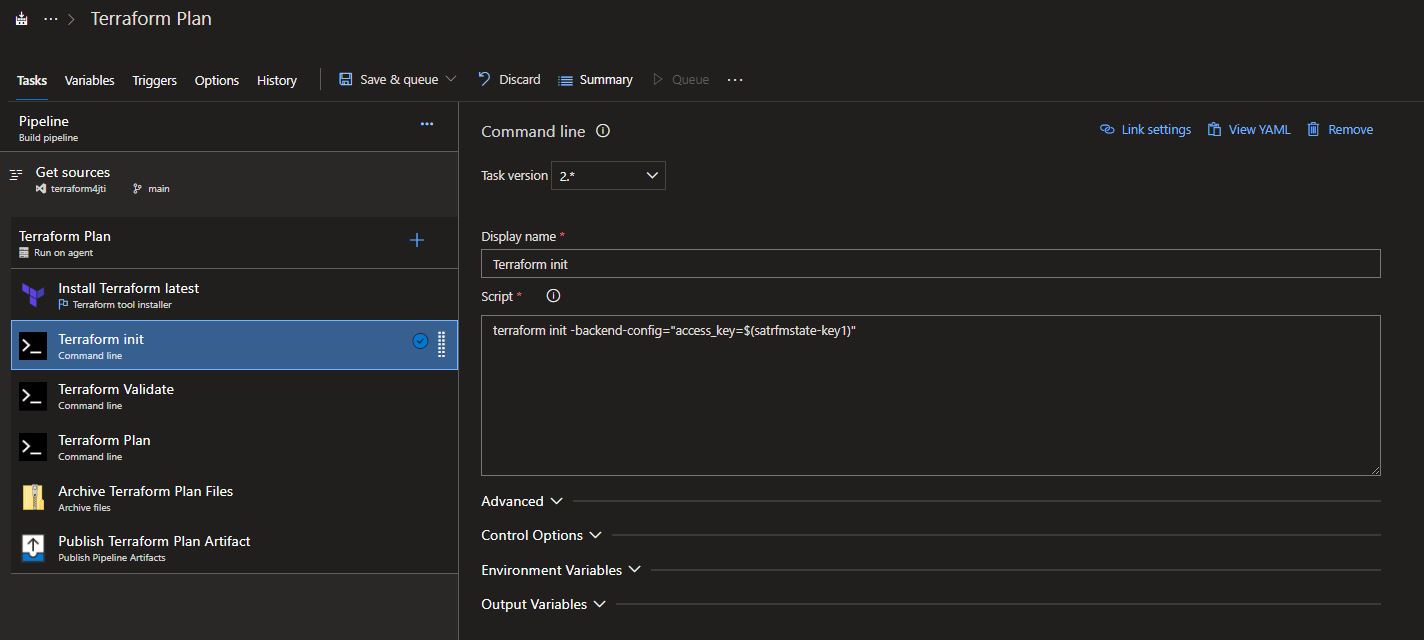 ··· > Terraform Plan
Tasks Variables Triggers Options History Save & queue Discard Summary Queue ···
Pipeline ···
Build pipeline
Get sources
terraform4jti main
Terraform Plan
Run on agent
Install Terraform latest
Terraform tool installer
Terraform init
Command line
Terraform Validate
Command line
Terraform Plan
Command line
Archive Terraform Plan Files
Archive files
Publish Terraform Plan Artifact
Publish Pipeline Artifacts
Command line
Link settings View YAML Remove
Task version 2.*
Display name *
Terraform init
Script *
terraform init -backend-config="access_key=$(satrfmstate-key1)"
Advanced
Control Options
Environment Variables
Output Variables